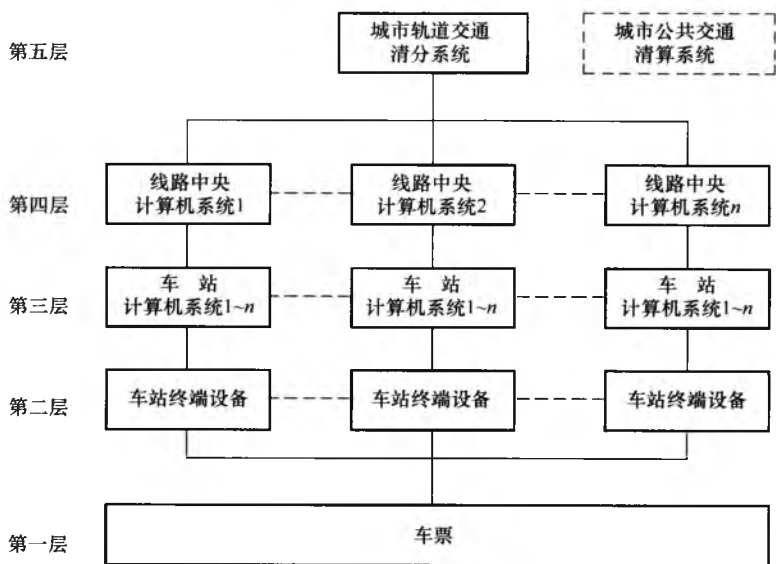 第五层
城市轨道交通
清分系统
城市公共交通
清算系统
第四层
线路中央
计算机系统1
线路中央
计算机系统2
线路中央
计算机系统n
第三层
车 站
计算机系统1~n
车 站
计算机系统1~n
车 站
计算机系统1~n
第二层
车站终端设备
车站终端设备
车站终端设备
第一层
车票